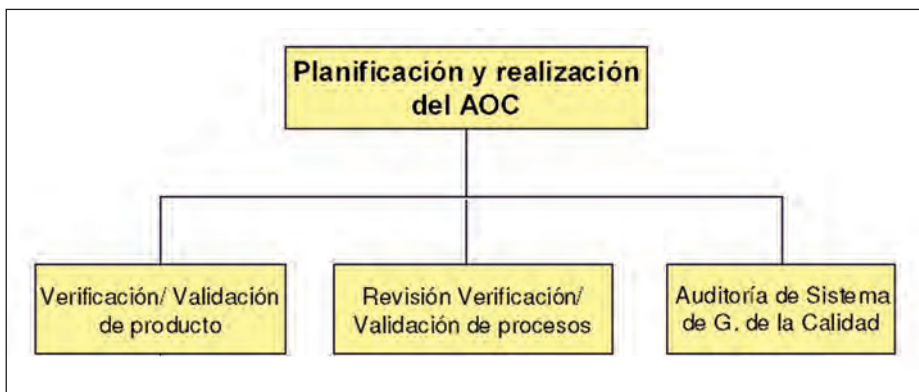 Planificación y realización
del AOC
Verificación/ Validación
de producto
Revisión Verificación/
Validación de procesos
Auditoría de Sistema
de G. de la Calidad